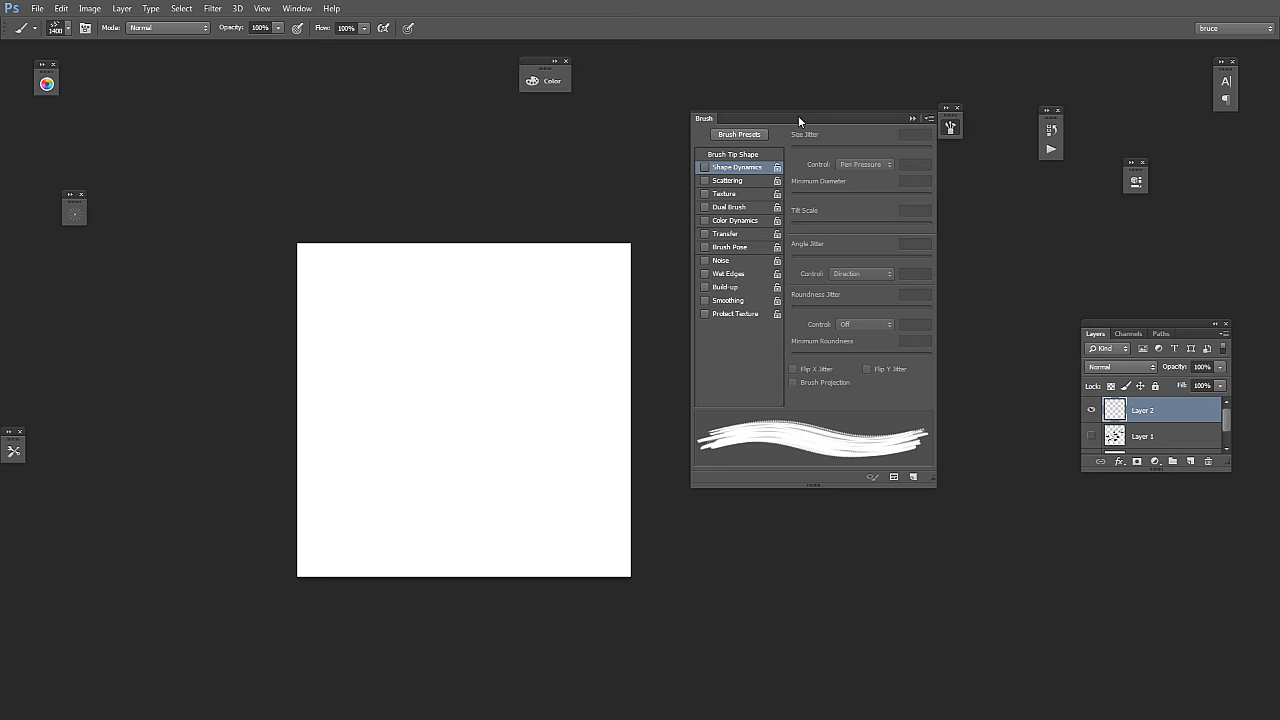 Ps File Edit Image Layer Type Select Filter 3D View Window Help
1400 Mode: Normal Opacity: 100% Flow: 100% bruce
Color
A
Brush
Brush Presets
Brush Tip Shape
Shape Dynamics
Scattering
Texture
Dual Brush
Color Dynamics
Transfer
Brush Pose
Noise
Wet Edges
Build-up
Smoothing
Protect Texture
Size Jitter
Control: Pen Pressure
Minimum Diameter
Tilt Scale
Angle Jitter
Control: Direction
Roundness Jitter
Control: Off
Minimum Roundness
Flip X Jitter Flip Y Jitter
Brush Projection
Layers Channels Paths
Kind
Normal Opacity: 100%
Lock: Fill: 100%
Layer 2
Layer 1